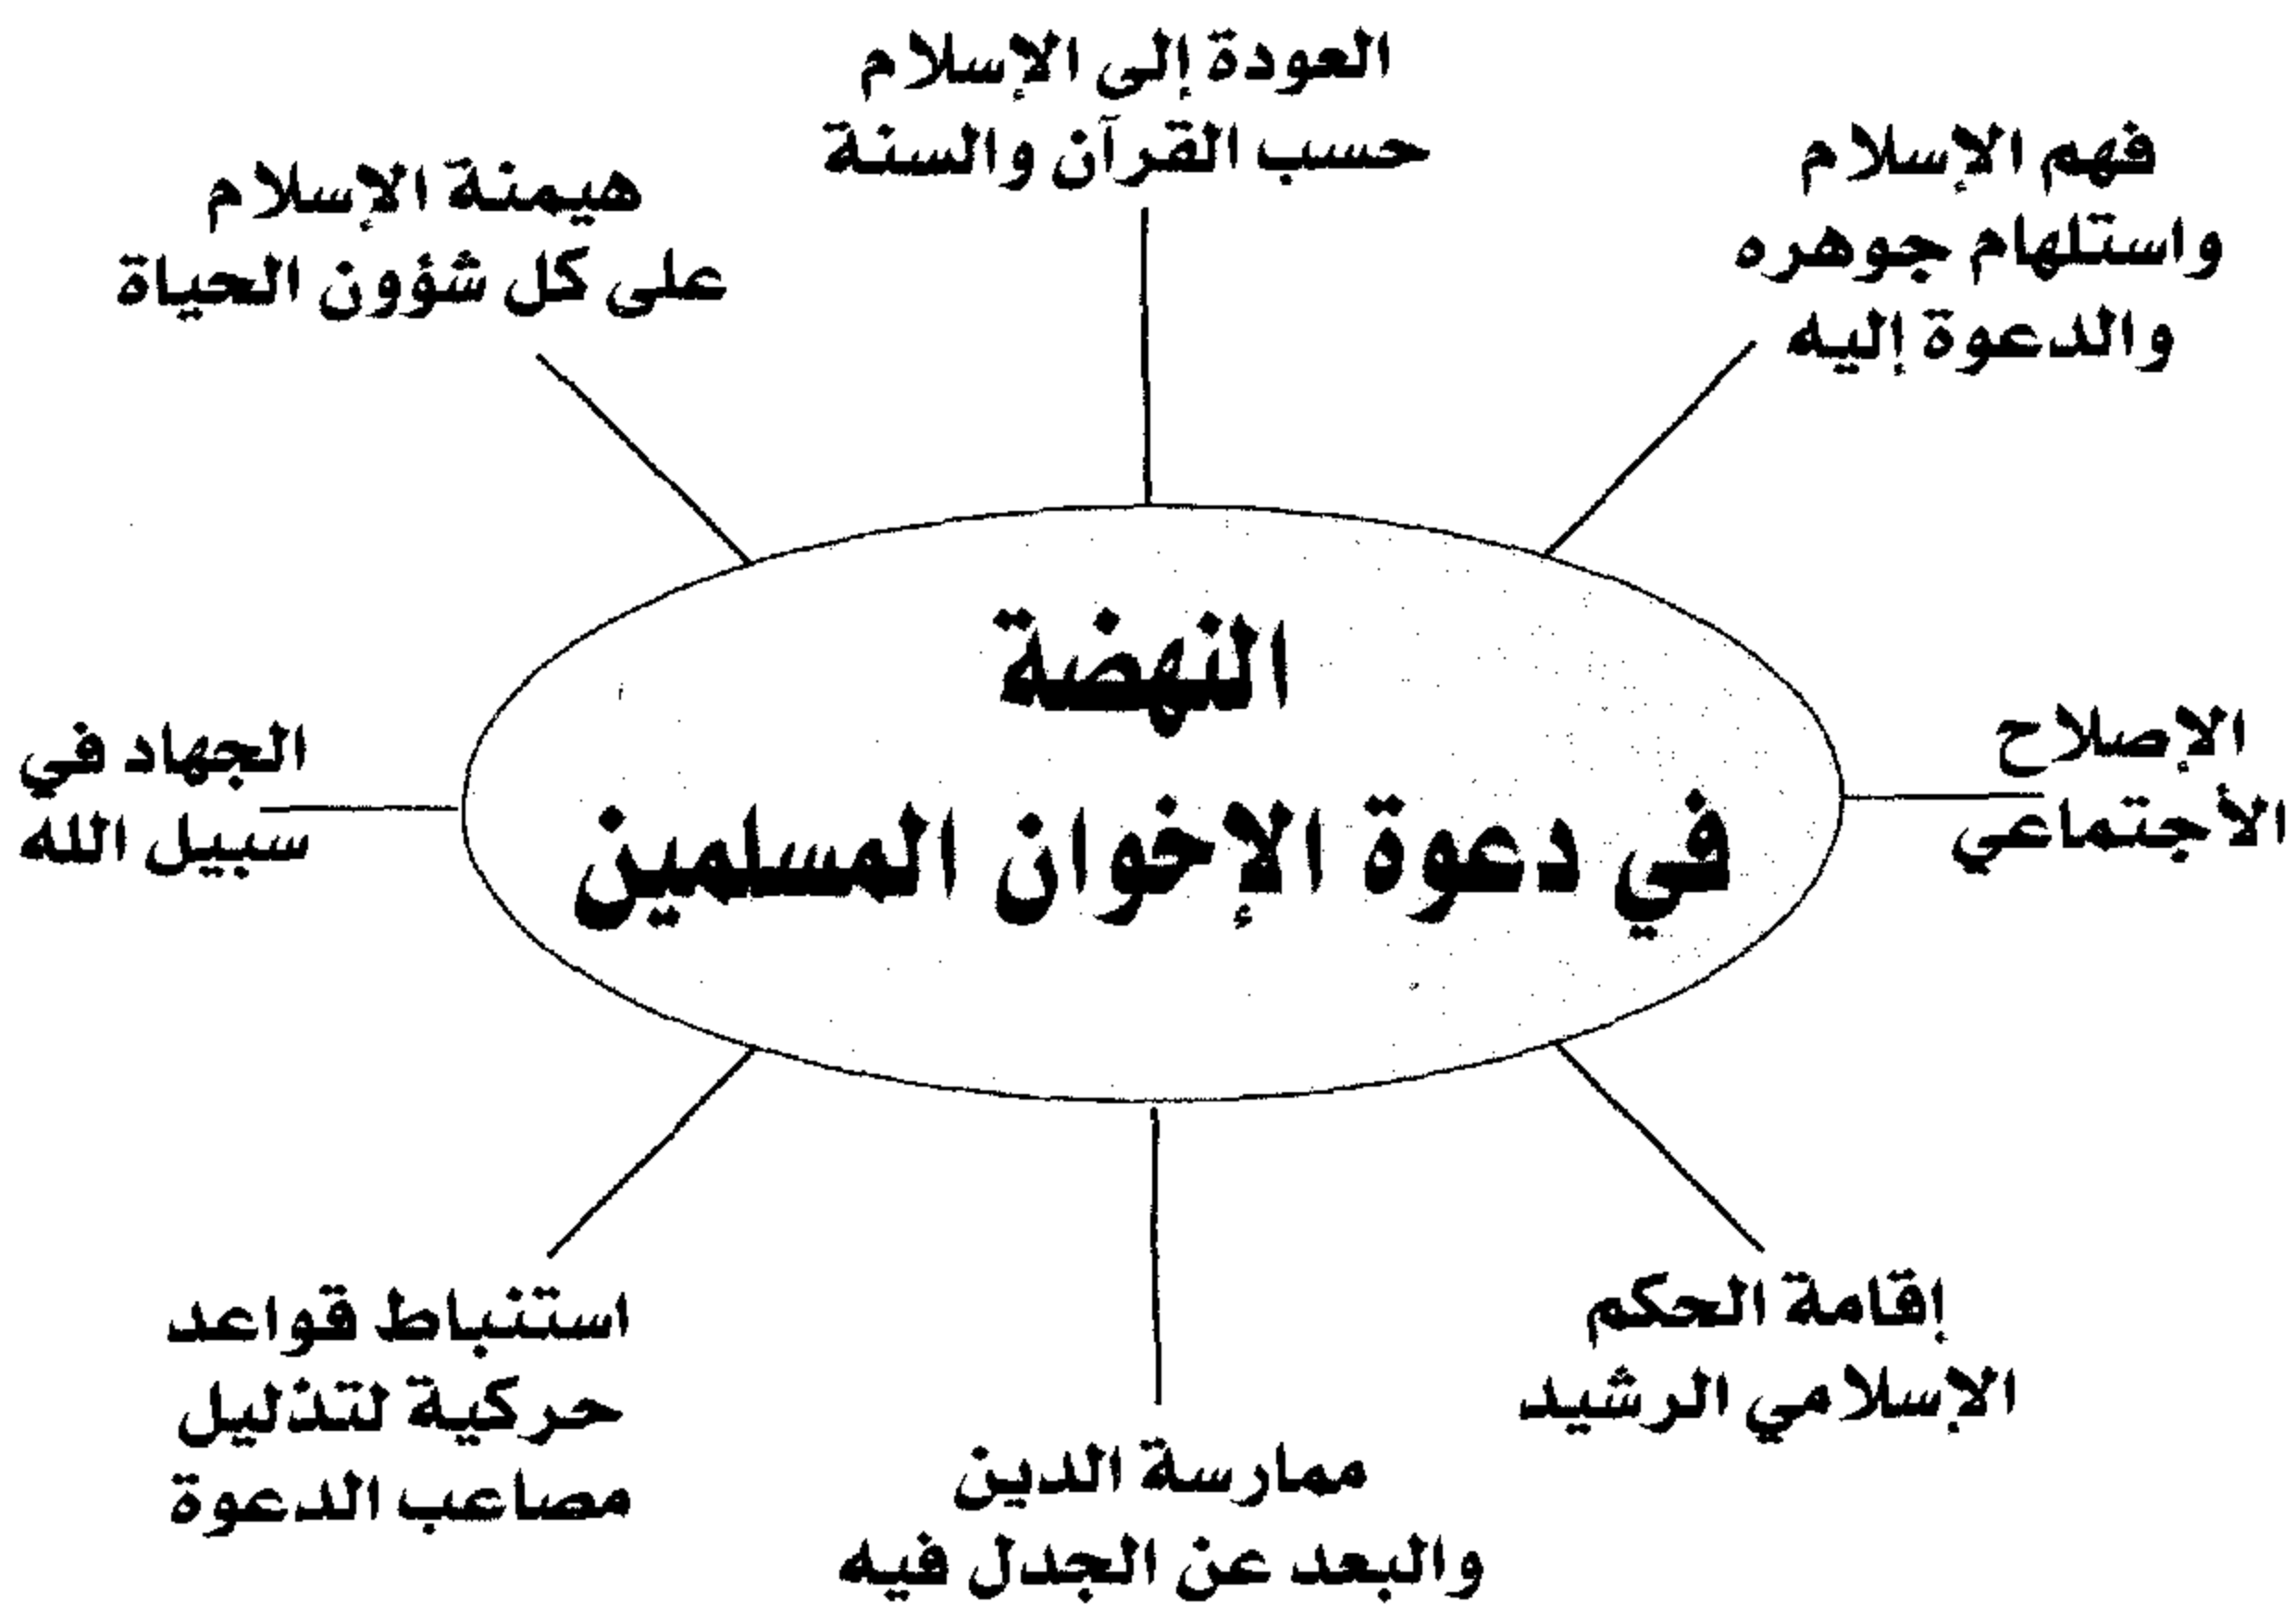 العودة إلى الإسلام
حسب القرآن والسنة
فهم الإسلام
واستلهام جوهره
والدعوة إليه
هيمنة الإسلام
على كل شؤون الحياة
النهضة
في دعوة الإخوان المسلمين
الإصلاح
الأجتماعي
الجهاد في
سبيل الله
إقامة الحكم
الإسلامي الرشيد
استنباط قواعد
حركية لتذليل
مصاعب الدعوة
ممارسة الدين
والبعد عن الجدل فيه